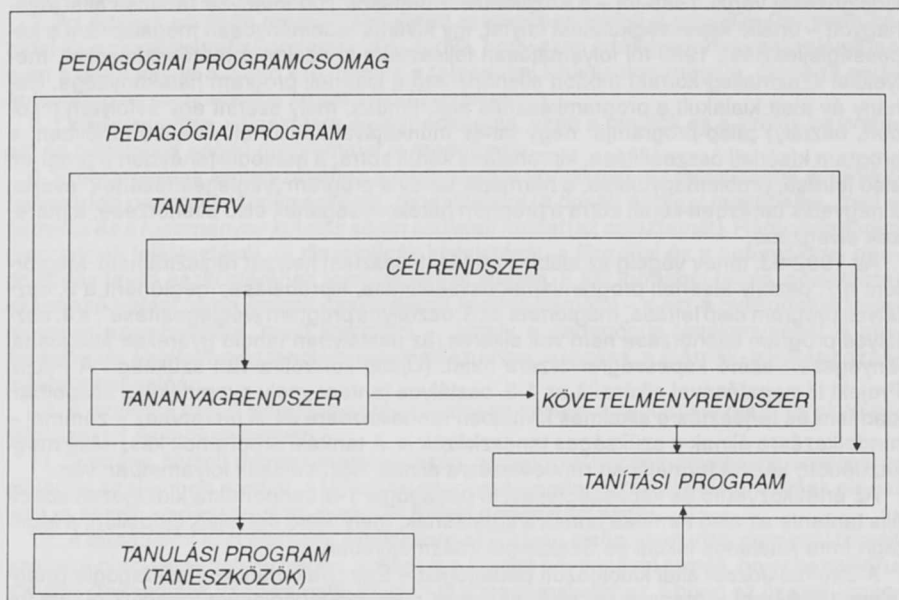 PEDAGÓGIAI PROGRAMCSOMAG
PEDAGÓGIAI PROGRAM
TANTERV
CÉLRENDSZER
TANANYAGRENDSZER
KÖVETELMÉNYRENDSZER
TANÍTÁSI PROGRAM
TANULÁSI PROGRAM
(TANESZKÖZÖK)